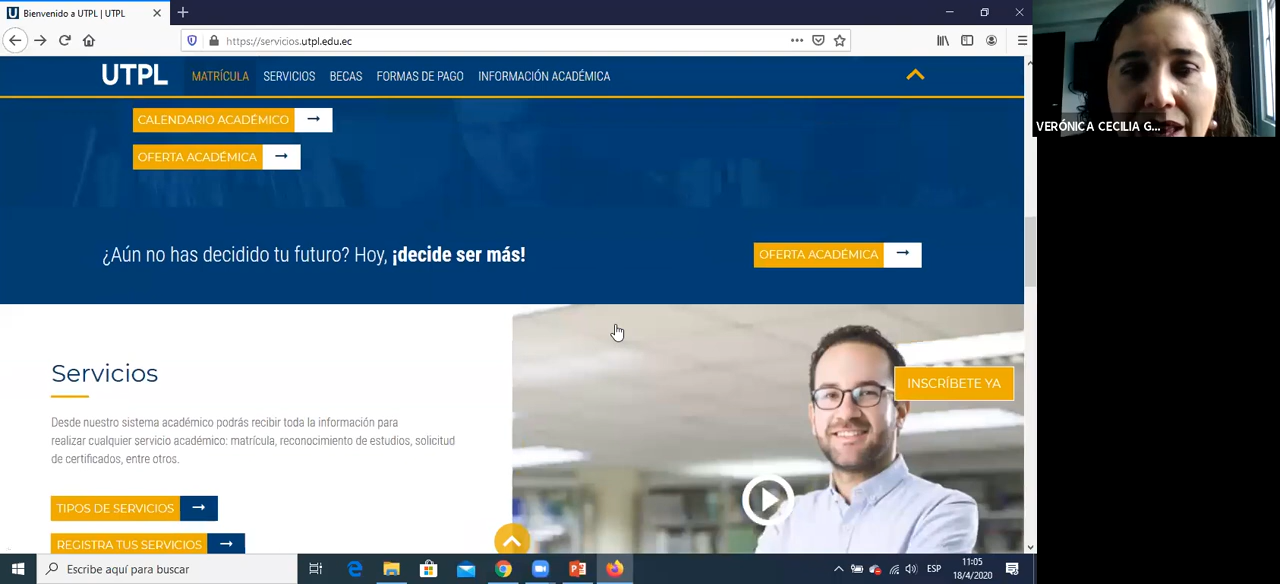 Bienvenido a UTPL | UTPL
https://servicios.utpl.edu.ec
UTPL
MATRÍCULA
SERVICIOS
BECAS
FORMAS DE PAGO
INFORMACIÓN ACADÉMICA
CALENDARIO ACADÉMICO
OFERTA ACADÉMICA
¿Aún no has decidido tu futuro? Hoy, ¡decide ser más!
OFERTA ACADÉMICA
Servicios
Desde nuestro sistema académico podrás recibir toda la información para
realizar cualquier servicio académico: matrícula, reconocimiento de estudios, solicitud
de certificados, entre otros.
TIPOS DE SERVICIOS
REGISTRA TUS SERVICIOS
INSCRÍBETE YA
VERÓNICA CECILIA G...
Escribe aquí para buscar
ESP
11:05
18/4/2020